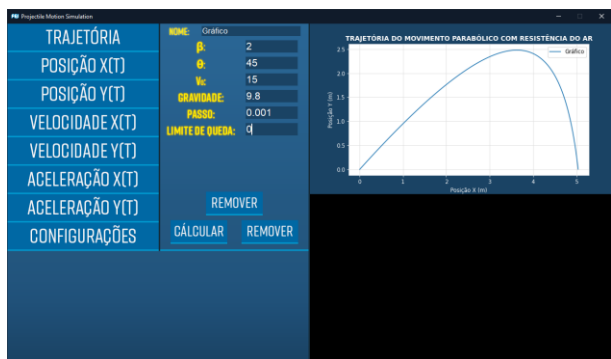 Projectile Motion Simulation
TRAJETÓRIA
POSIÇÃO X(T)
POSIÇÃO Y(T)
VELOCIDADE X(T)
VELOCIDADE Y(T)
ACELERAÇÃO X(T)
ACELERAÇÃO Y(T)
CONFIGURAÇÕES
NOME: Gráfico
β: 2
θ: 45
V₀: 15
GRAVIDADE: 9.8
PASSO: 0.001
LIMITE DE QUEDA: 0
REMOVER
CÁLCULAR REMOVER
TRAJETÓRIA DO MOVIMENTO PARABÓLICO COM RESISTÊNCIA DO AR
Gráfico
Posição Y (m)
2.5
2.0
1.5
1.0
0.5
0.0
0 1 2 3 4 5
Posição X (m)